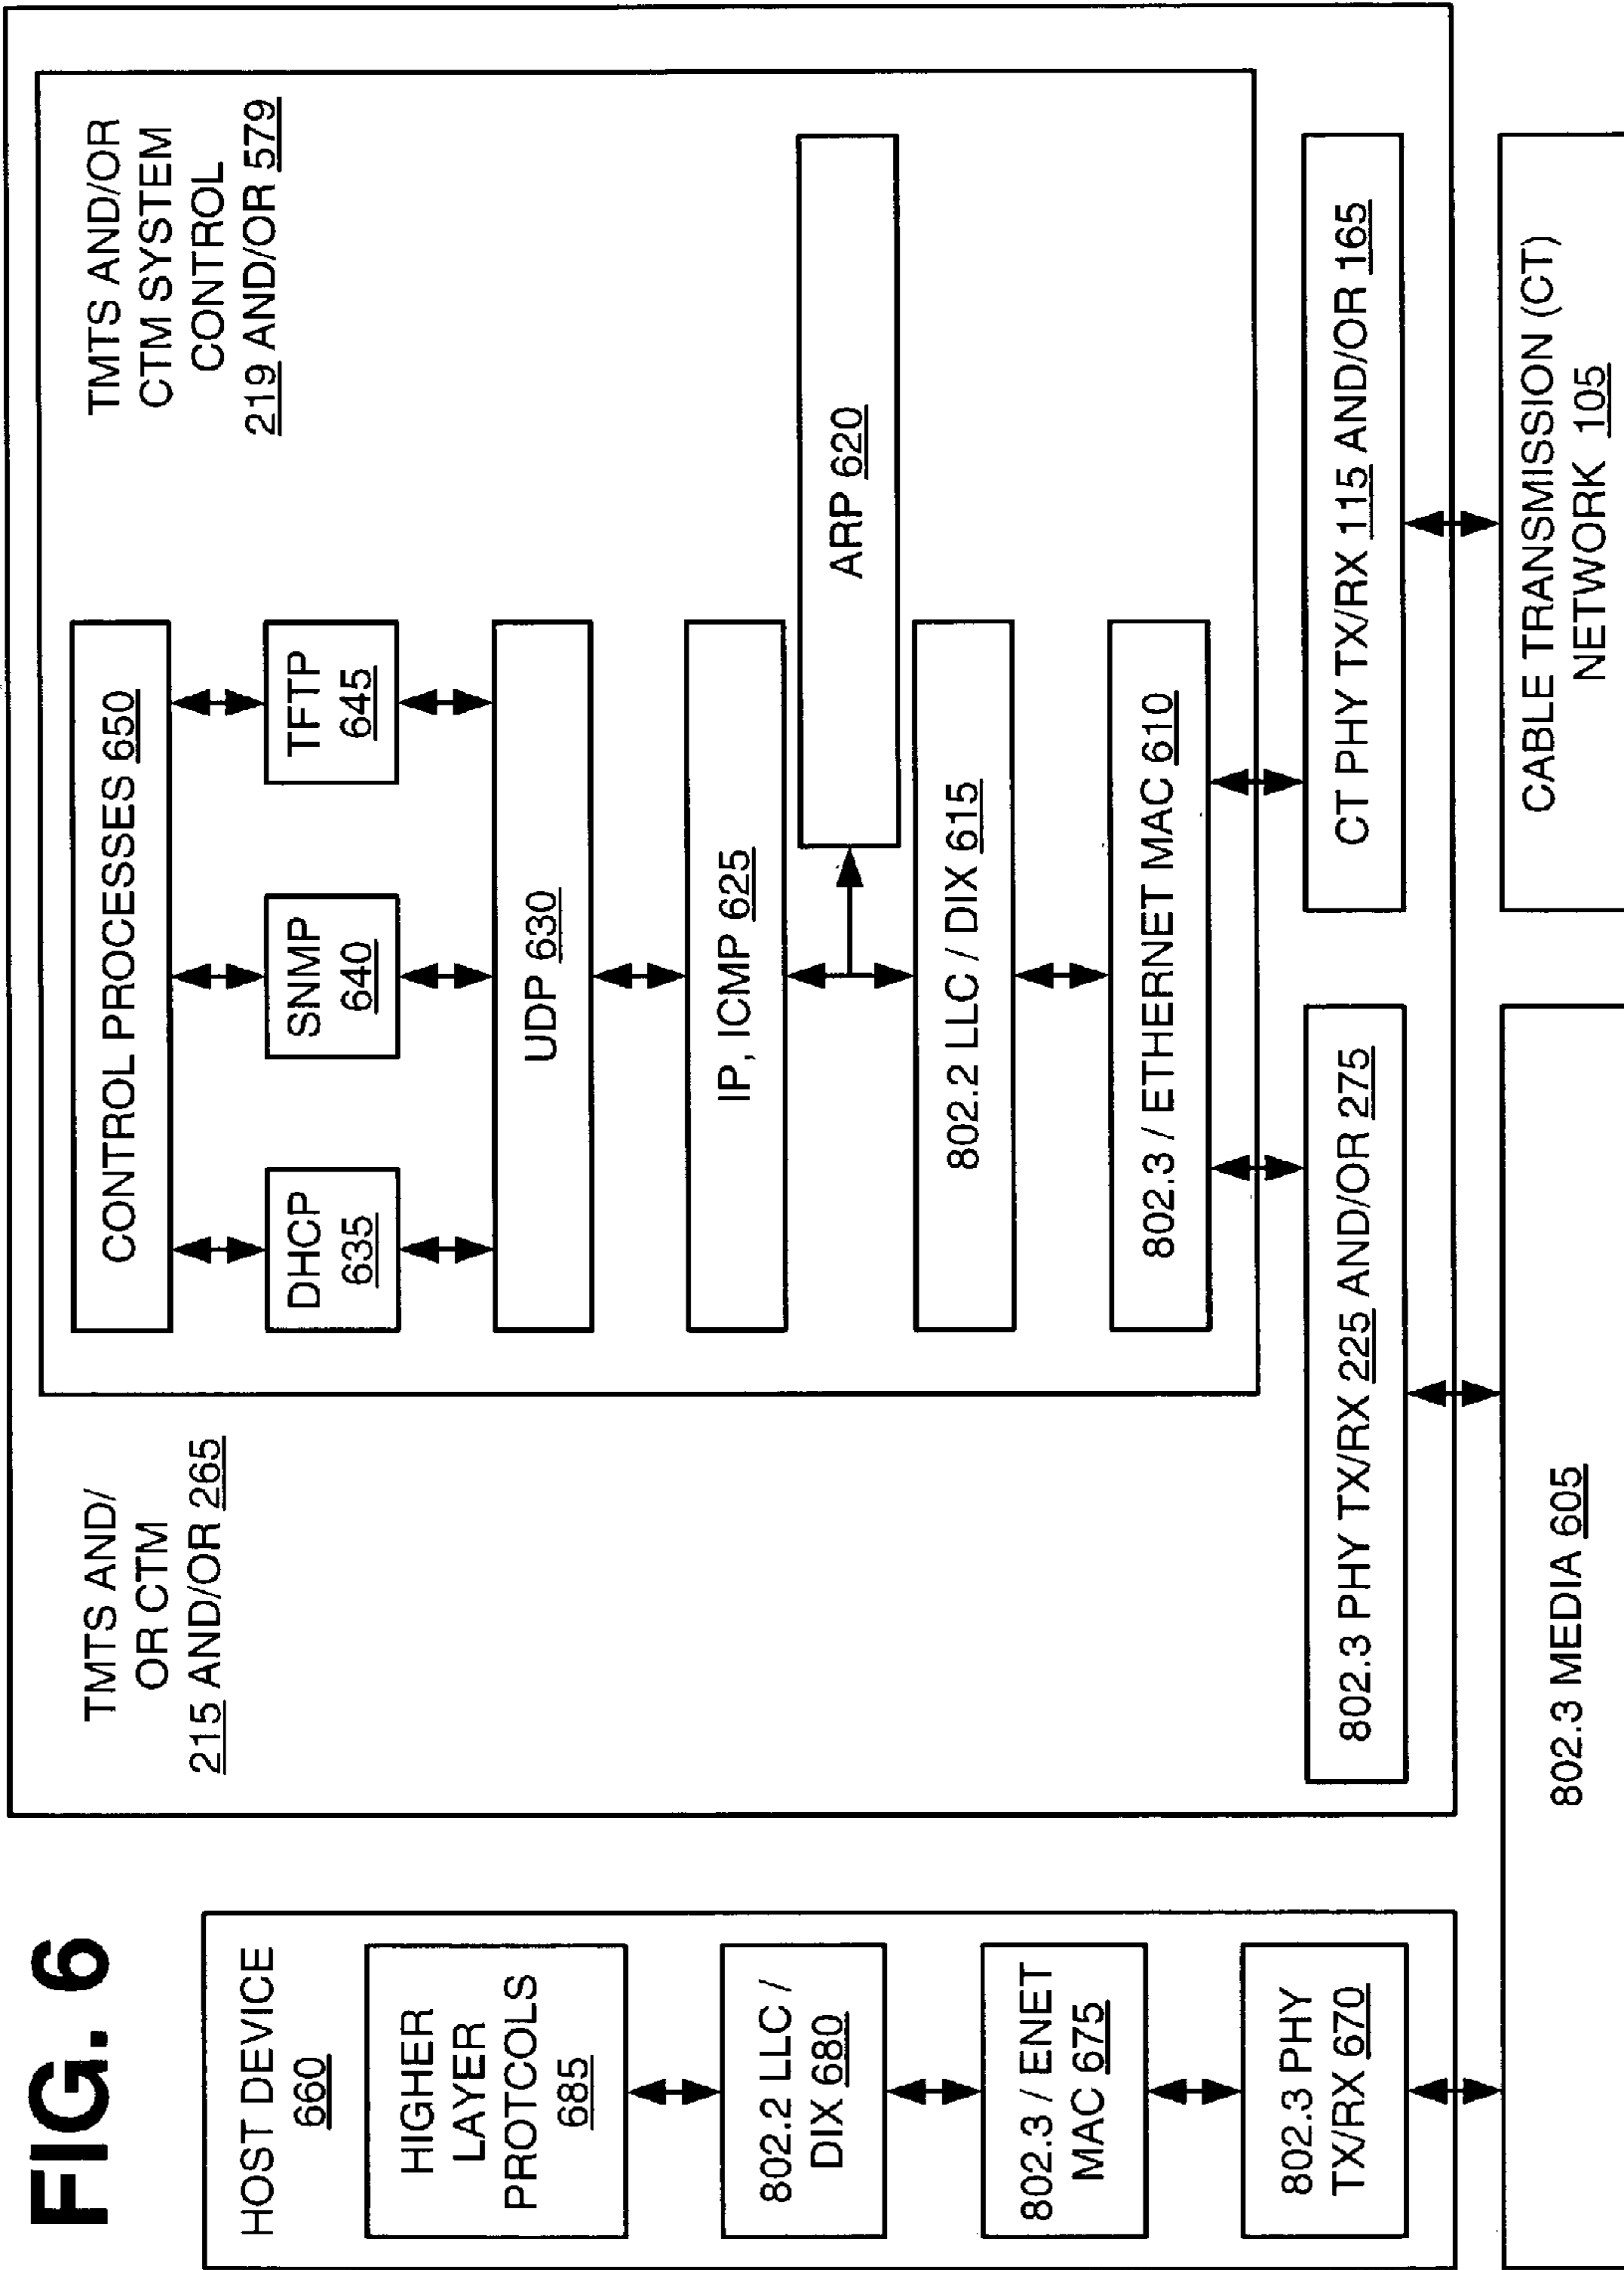 FIG. 6
HOST DEVICE
660
HIGHER
LAYER
PROTCOLS
685
802.2 LLC /
DIX 680
802.3 / ENET
MAC 675
802.3 PHY
TX/RX 670
TMTS AND/
OR CTM
215 AND/OR 265
TMTS AND/OR
CTM SYSTEM
CONTROL
219 AND/OR 579
CONTROL PROCESSES 650
DHCP
635
SNMP
640
TFTP
645
UDP 630
IP, ICMP 625
ARP 620
802.2 LLC / DIX 615
802.3 / ETHERNET MAC 610
802.3 PHY TX/RX 225 AND/OR 275
CT PHY TX/RX 115 AND/OR 165
802.3 MEDIA 605
CABLE TRANSMISSION (CT)
NETWORK 105